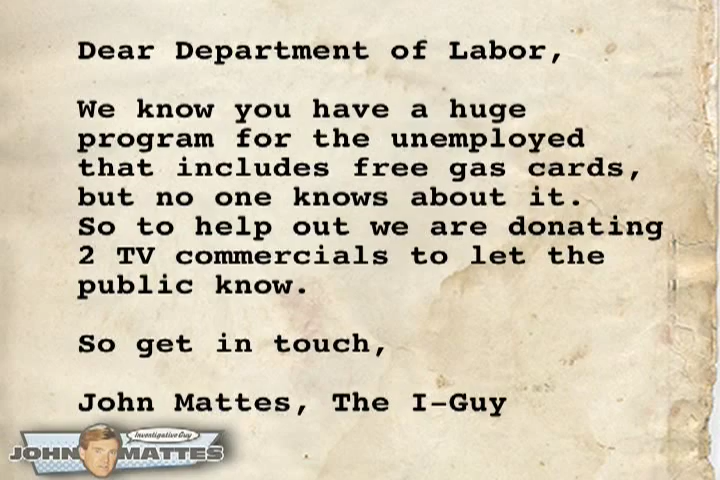 Dear Department of Labor,
We know you have a huge
program for the unemployed
that includes free gas cards,
but no one knows about it.
So to help out we are donating
2 TV commercials to let the
public know.
So get in touch,
John Mattes, The I-Guy
Investigative Guy
JOHN MATTES